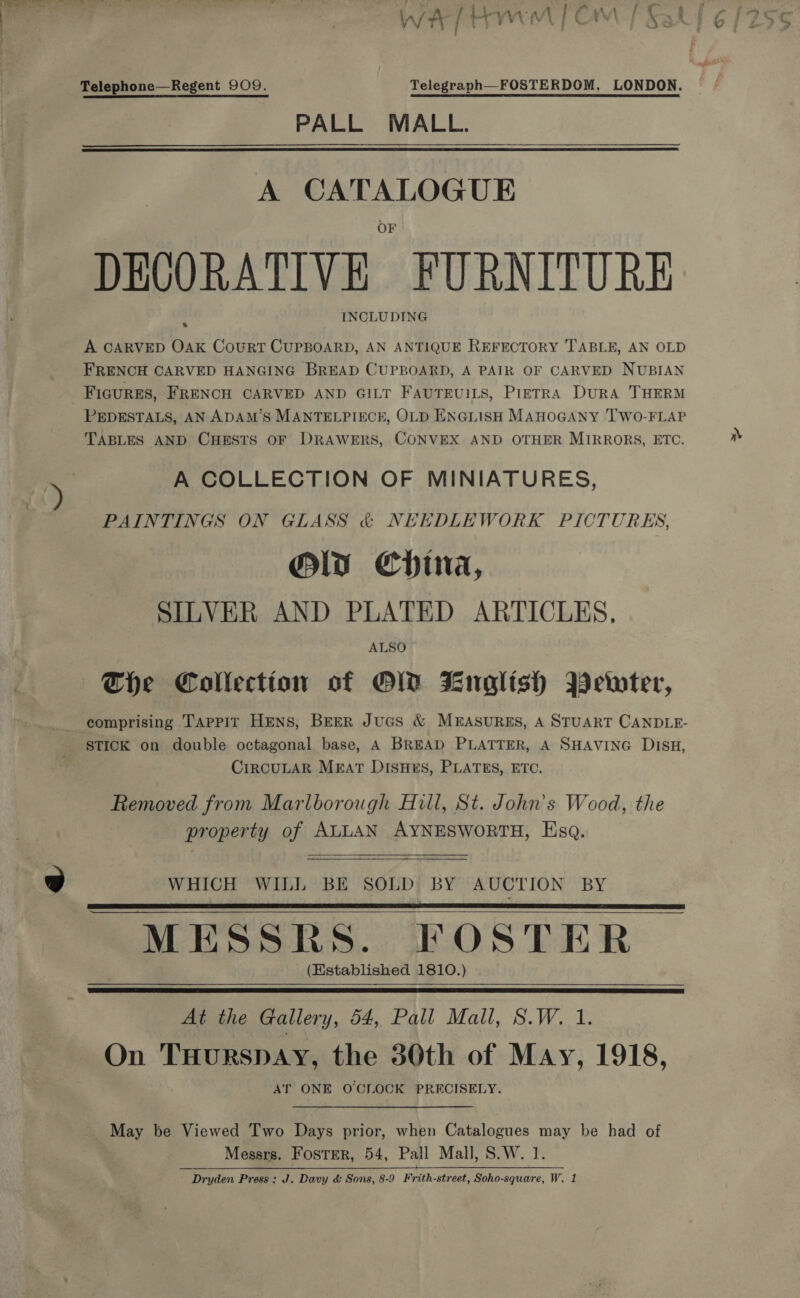 WA/HMM/CM/Sal/6/255
Telephone—Regent 909. Telegraph—FOSTERDOM, LONDON.
PALL MALL.
A CATALOGUE
OF
DECORATIVE FURNITURE
INCLUDING
A CARVED OAK COURT CUPBOARD, AN ANTIQUE REFECTORY TABLE, AN OLD
FRENCH CARVED HANGING BREAD CUPBOARD, A PAIR OF CARVED NUBIAN
FIGURES, FRENCH CARVED AND GILT FAUTEUILS, PIETRA DURA THERM
PEDESTALS, AN ADAM'S MANTELPIECE, OLD ENGLISH MAHOGANY TWO-FLAP
TABLES AND CHESTS OF DRAWERS, CONVEX AND OTHER MIRRORS, ETC.
A COLLECTION OF MINIATURES,
PAINTINGS ON GLASS & NEEDLEWORK PICTURES,
Old China,
SILVER AND PLATED ARTICLES,
ALSO
The Collection of Old English Pewter,
comprising TAPPIT HENS, BEER JUGS & MEASURES, A STUART CANDLE-
STICK on double octagonal base, A BREAD PLATTER, A SHAVING DISH,
CIRCULAR MEAT DISHES, PLATES, ETC.
Removed from Marlborough Hill, St. John's Wood, the
property of ALLAN AYNESWORTH, ESQ.
WHICH WILL BE SOLD BY AUCTION BY
MESSRS. FOSTER
(Established 1810.)
At the Gallery, 54, Pall Mall, S.W. 1.
On THURSDAY, the 30th of MAY, 1918,
AT ONE O'CLOCK PRECISELY.
May be Viewed Two Days prior, when Catalogues may be had of
Messrs. FOSTER, 54, Pall Mall, S.W. 1.
Dryden Press: J. Davy & Sons, 8-9 Frith-street, Soho-square, W. 1